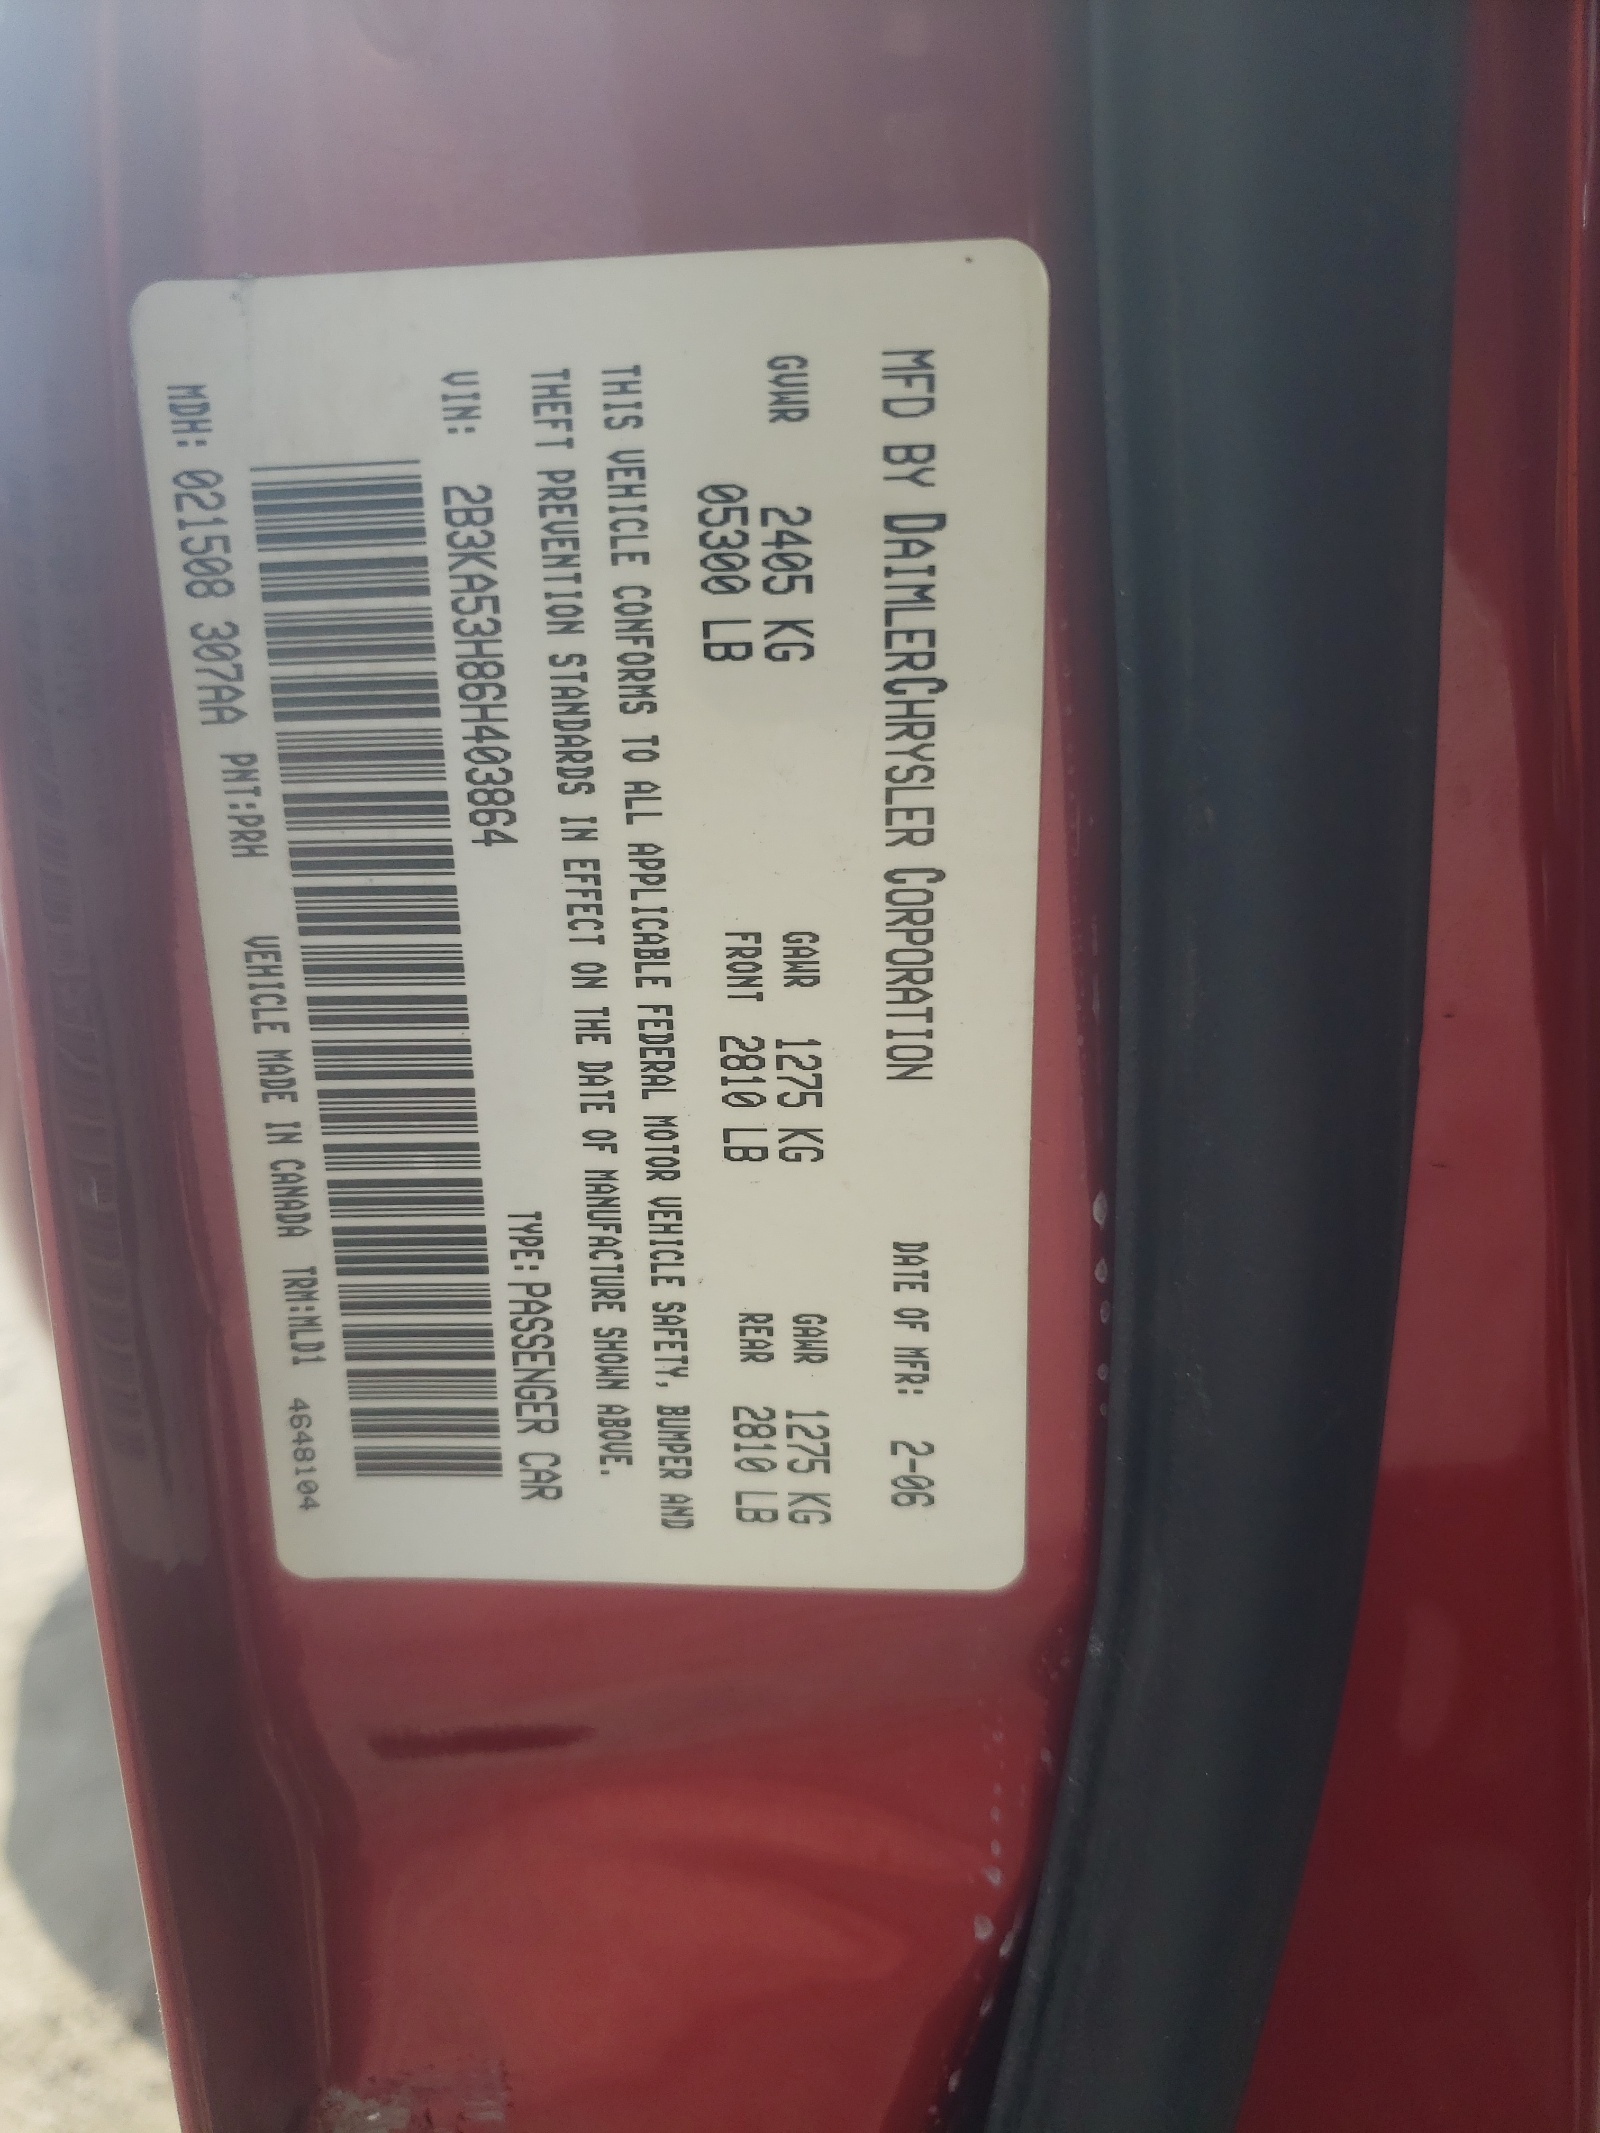 MFD BY DAIMLERCHRYSLER CORPORATION DATE OF MFR: 2-06
GVWR 2405 KG GAWR 1275 KG GAWR 1275 KG
05300 LB FRONT 2810 LB REAR 2810 LB
THIS VEHICLE CONFORMS TO ALL APPLICABLE FEDERAL MOTOR VEHICLE SAFETY, BUMPER AND
THEFT PREVENTION STANDARDS IN EFFECT ON THE DATE OF MANUFACTURE SHOWN ABOVE.
VIN: 2B3KA53H86H403864 TYPE: PASSENGER CAR
MDH: 021508 307AA PNT:PRH VEHICLE MADE IN CANADA TRM:MLD1 4648104